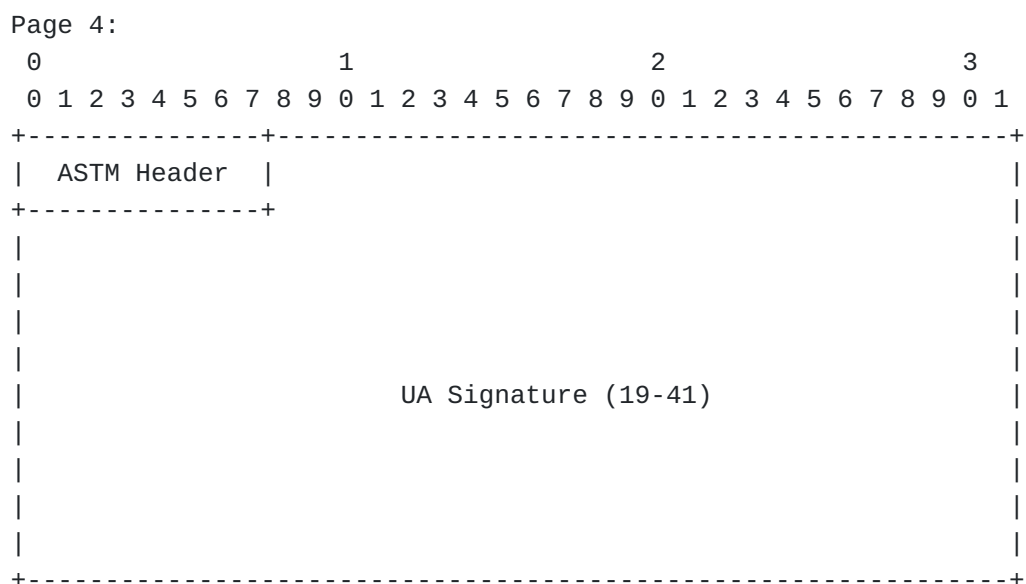 Page 4:
 0                   1                   2                   3
 0 1 2 3 4 5 6 7 8 9 0 1 2 3 4 5 6 7 8 9 0 1 2 3 4 5 6 7 8 9 0 1
+---------------+-----------------------------------------------+
|  ASTM Header  |                                               |
+---------------+                                               |
|                                                               |
|                                                               |
|                                                               |
|                                                               |
|                        UA Signature (19-41)                   |
|                                                               |
|                                                               |
|                                                               |
|                                                               |
+---------------------------------------------------------------+